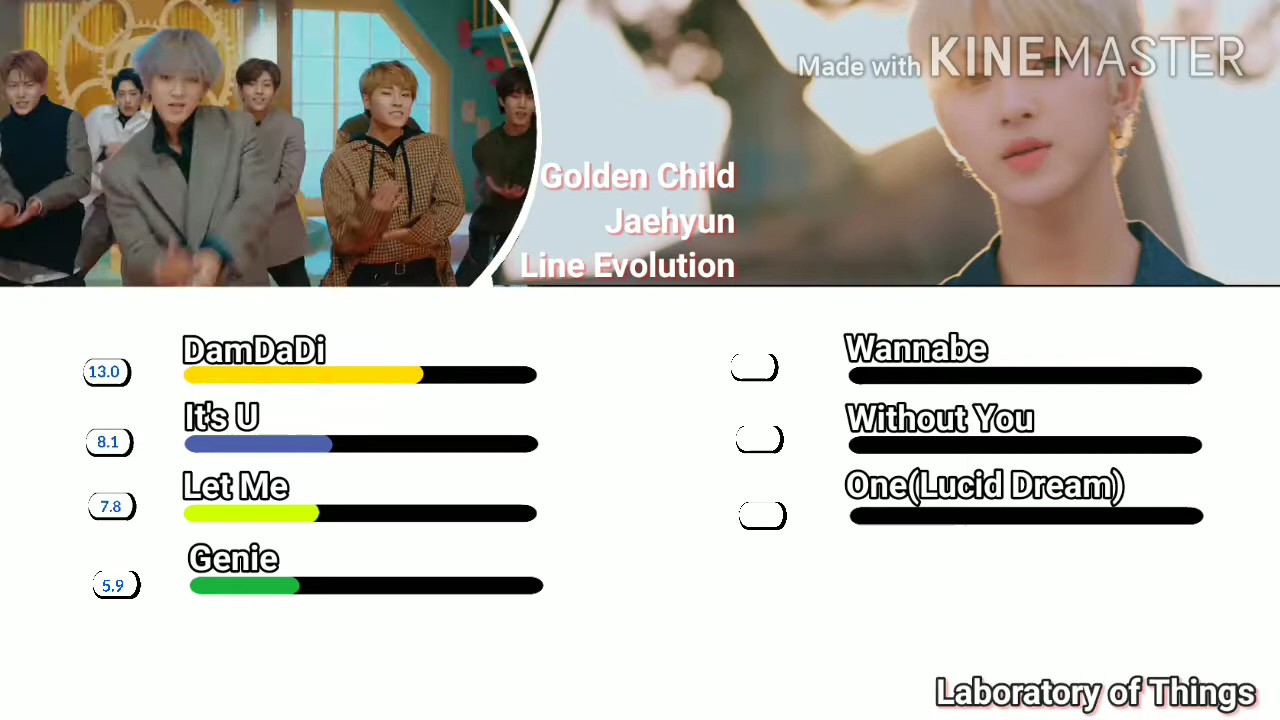 Made with KINEMASTER
Golden Child
Jaehyun
Line Evolution
DamDaDi
13.0
It's U
8.1
Let Me
7.8
Genie
5.9
Wannabe
Without You
One(Lucid Dream)
Laboratory of Things